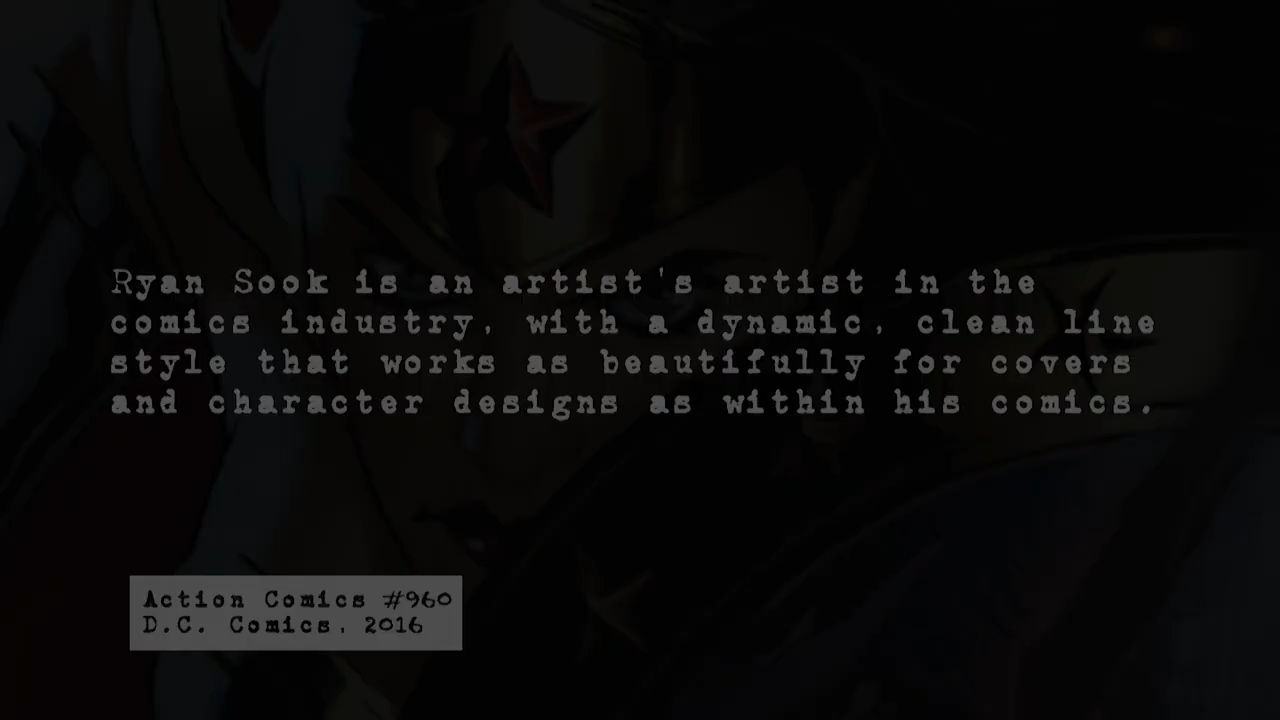 Ryan Sook is an artist's artist in the
comics industry, with a dynamic, clean line
style that works as beautifully for covers
and character designs as within his comics.
Action Comics #960
D.C. Comics, 2016